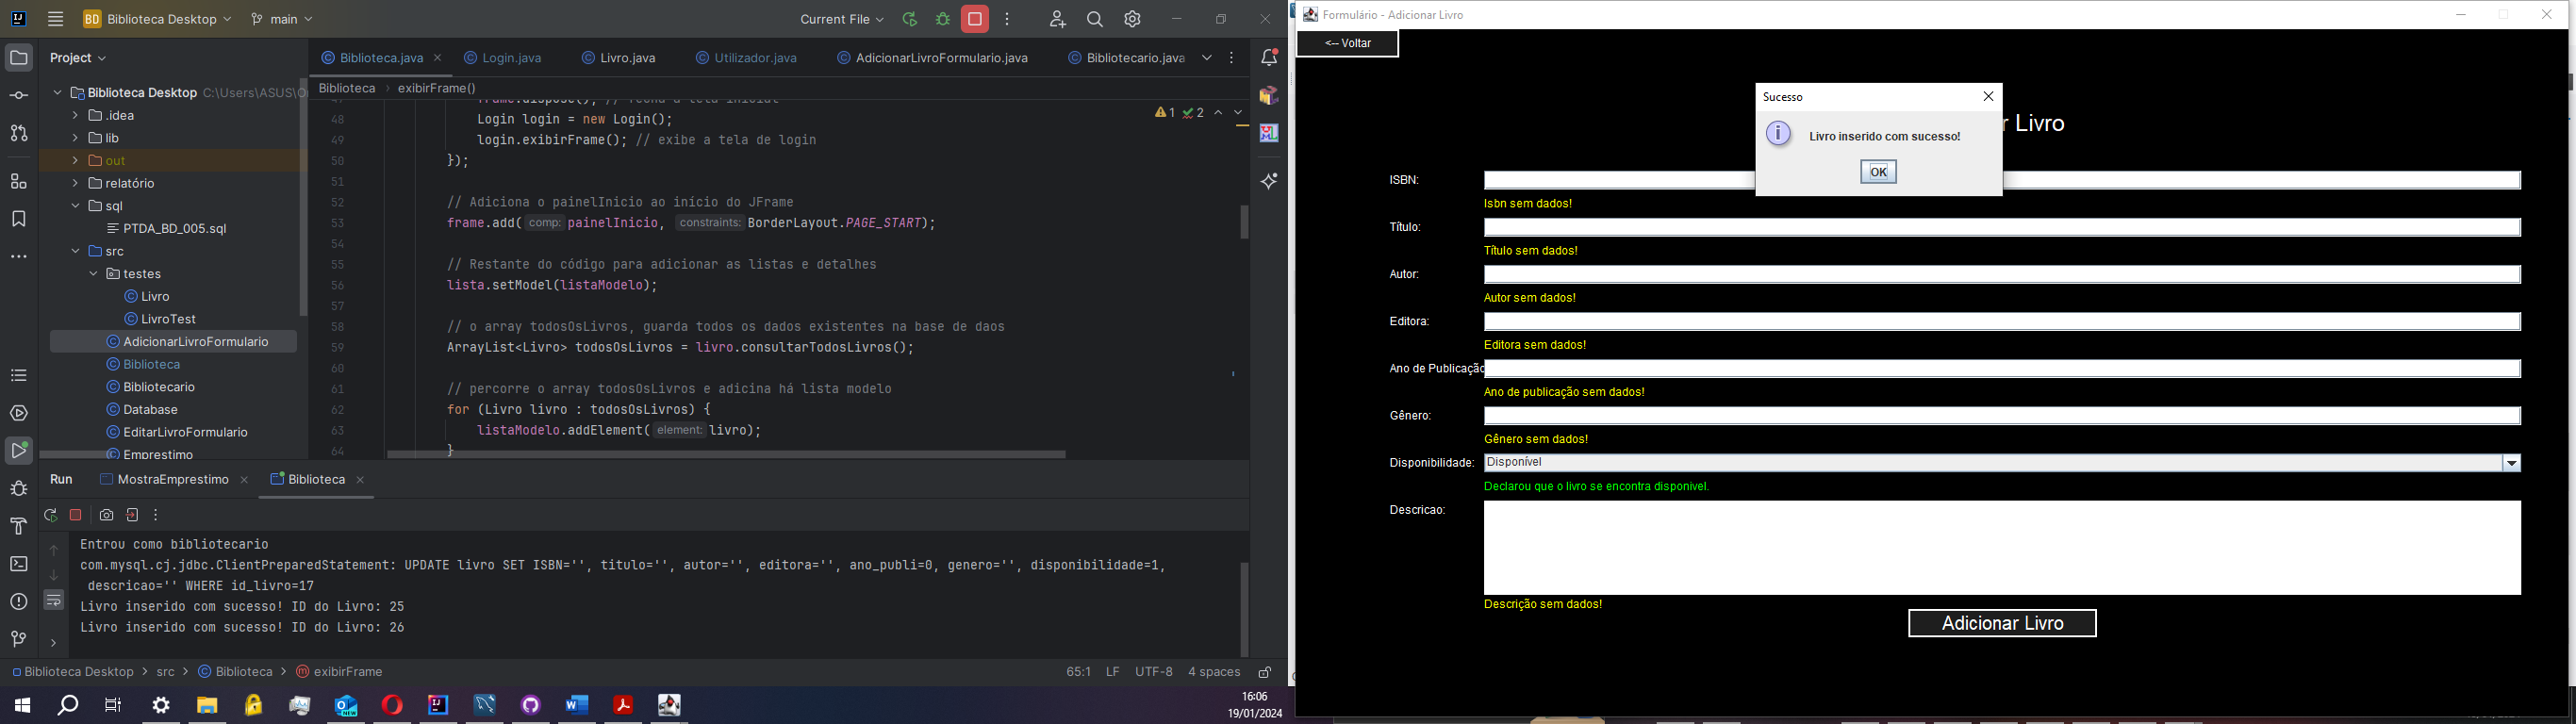 BD Biblioteca Desktop main Current File
Project
Biblioteca.java Login.java Livro.java Utilizador.java AdicionarLivroFormulario.java Bibliotecario.java
Biblioteca Desktop C:\Users\ASUS\O
.idea
lib
out
relatório
sql
PTDA_BD_005.sql
src
testes
Livro
LivroTest
AdicionarLivroFormulario
Biblioteca
Bibliotecario
Database
EditarLivroFormulario
Emprestimo
Biblioteca exibirFrame()
1 2
frame.dispose(); // fecha a tela inicial
48 Login login = new Login();
49 login.exibirFrame(); // exibe a tela de login
50 });
51
52 // Adiciona o painelInicio ao início do JFrame
53 frame.add( comp: painelInicio, constraints: BorderLayout.PAGE_START);
54
55 // Restante do código para adicionar as listas e detalhes
56 lista.setModel(listaModelo);
57
58 // o array todosOsLivros, guarda todos os dados existentes na base de daos
59 ArrayList<Livro> todosOsLivros = livro.consultarTodosLivros();
60
61 // percorre o array todosOsLivros e adicina há lista modelo
62 for (Livro livro : todosOsLivros) {
63 listaModelo.addElement( element: livro);
64 }
Run MostraEmprestimo Biblioteca
Entrou como bibliotecario
com.mysql.cj.jdbc.ClientPreparedStatement: UPDATE livro SET ISBN='', titulo='', autor='', editora='', ano_publi=0, genero='', disponibilidade=1,
descricao='' WHERE id_livro=17
Livro inserido com sucesso! ID do Livro: 25
Livro inserido com sucesso! ID do Livro: 26
Biblioteca Desktop src Biblioteca exibirFrame 65:1 LF UTF-8 4 spaces
16:06
19/01/2024
Formulário - Adicionar Livro
<-- Voltar
r Livro
Sucesso
Livro inserido com sucesso!
OK
ISBN:
Isbn sem dados!
Título:
Título sem dados!
Autor:
Autor sem dados!
Editora:
Editora sem dados!
Ano de Publicação
Ano de publicação sem dados!
Gênero:
Gênero sem dados!
Disponibilidade: Disponível
Declarou que o livro se encontra disponivel.
Descricao:
Descrição sem dados!
Adicionar Livro